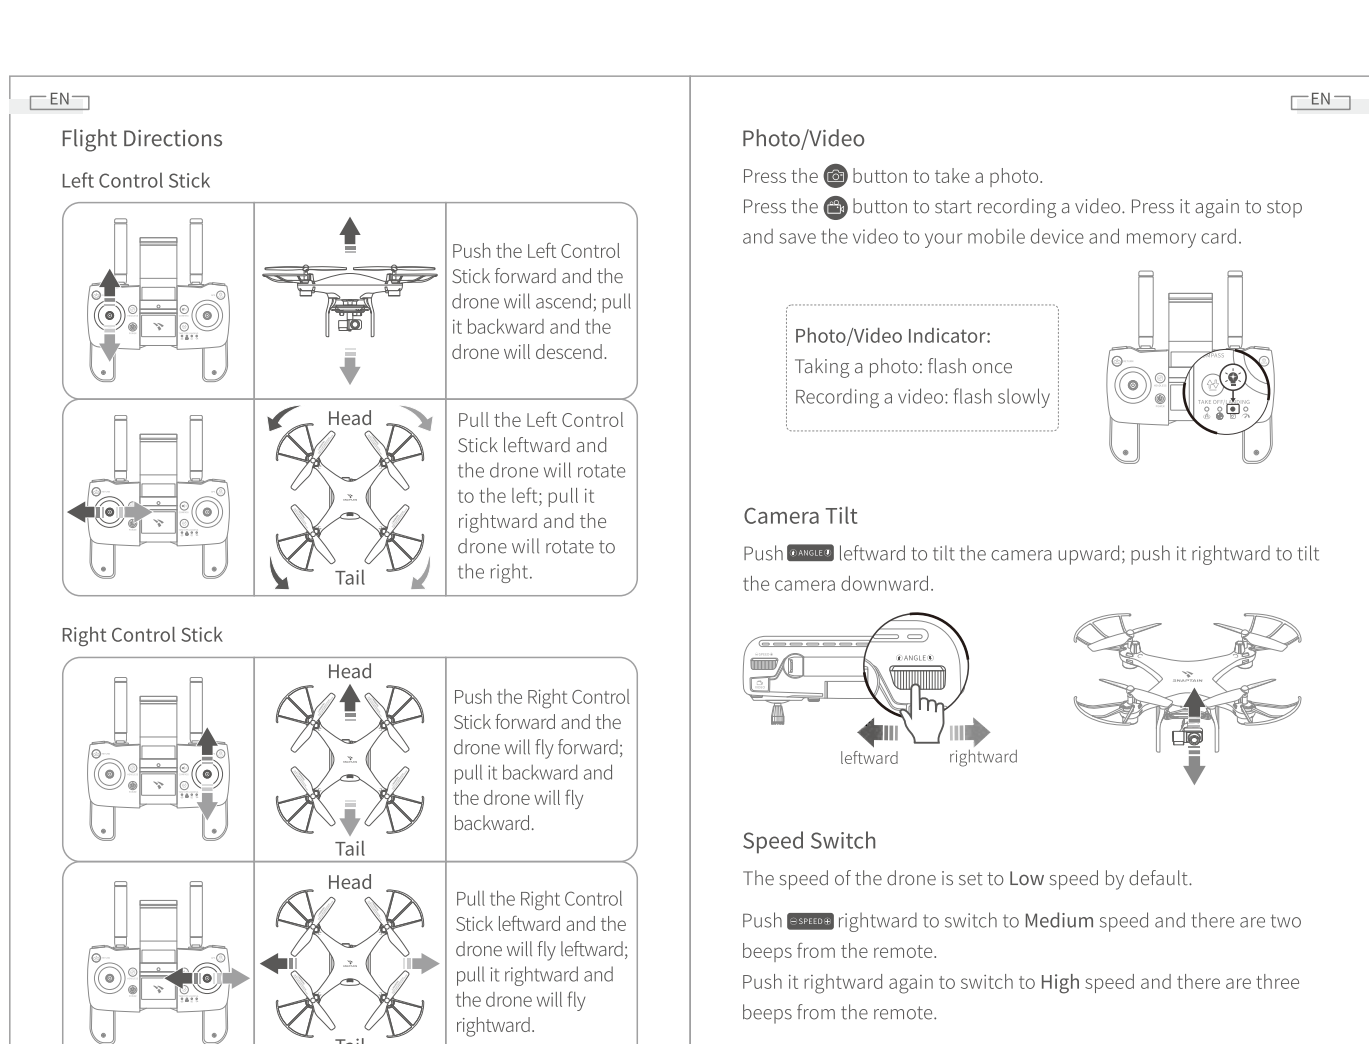 EN
Flight Directions
Left Control Stick
Push the Left Control
Stick forward and the
drone will ascend; pull
it backward and the
drone will descend.
Head
Tail
Pull the Left Control
Stick leftward and
the drone will rotate
to the left; pull it
rightward and the
drone will rotate to
the right.
Right Control Stick
Head
Tail
Push the Right Control
Stick forward and the
drone will fly forward;
pull it backward and
the drone will fly
backward.
Head
Tail
Pull the Right Control
Stick leftward and the
drone will fly leftward;
pull it rightward and
the drone will fly
rightward.
EN
Photo/Video
Press the button to take a photo.
Press the button to start recording a video. Press it again to stop
and save the video to your mobile device and memory card.
Photo/Video Indicator:
Taking a photo: flash once
Recording a video: flash slowly
TAKE OFF/LANDING
Camera Tilt
Push ANGLE leftward to tilt the camera upward; push it rightward to tilt
the camera downward.
ANGLE
leftward
rightward
SNAPTAIN
Speed Switch
The speed of the drone is set to Low speed by default.
Push SPEED rightward to switch to Medium speed and there are two
beeps from the remote.
Push it rightward again to switch to High speed and there are three
beeps from the remote.